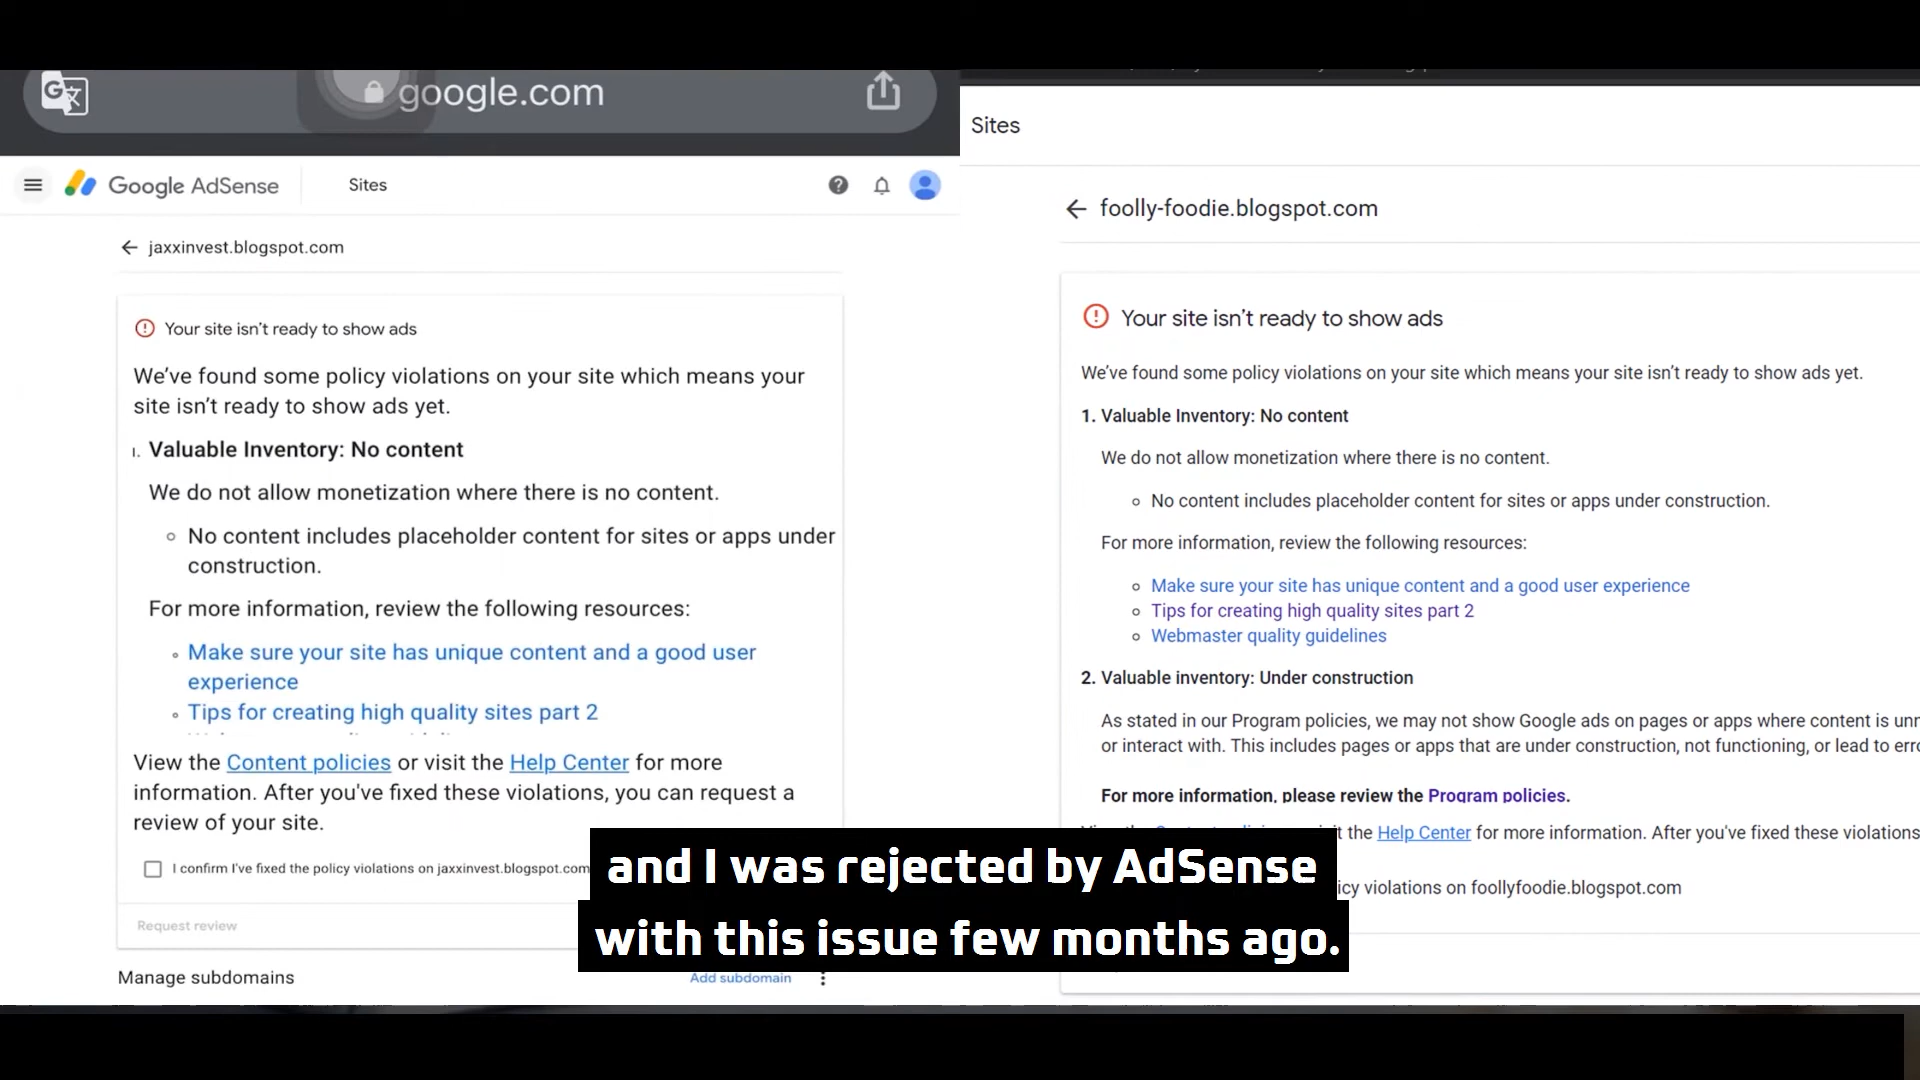 google.com
Google AdSense
Sites
jaxxinvest.blogspot.com
Your site isn't ready to show ads
We've found some policy violations on your site which means your
site isn't ready to show ads yet.
1. Valuable Inventory: No content
We do not allow monetization where there is no content.
No content includes placeholder content for sites or apps under
construction.
For more information, review the following resources:
Make sure your site has unique content and a good user
experience
Tips for creating high quality sites part 2
View the Content policies or visit the Help Center for more
information. After you've fixed these violations, you can request a
review of your site.
I confirm I've fixed the policy violations on jaxxinvest.blogspot.com
Request review
Manage subdomains
Add subdomain
Sites
foolly-foodie.blogspot.com
Your site isn't ready to show ads
We've found some policy violations on your site which means your site isn't ready to show ads yet.
1. Valuable Inventory: No content
We do not allow monetization where there is no content.
No content includes placeholder content for sites or apps under construction.
For more information, review the following resources:
Make sure your site has unique content and a good user experience
Tips for creating high quality sites part 2
Webmaster quality guidelines
2. Valuable inventory: Under construction
As stated in our Program policies, we may not show Google ads on pages or apps where content is
or interact with. This includes pages or apps that are under construction, not functioning, or lead to
For more information, please review the Program policies.
the Help Center for more information. After you've fixed these violations
violations on foollyfoodie.blogspot.com
and I was rejected by AdSense
with this issue few months ago.